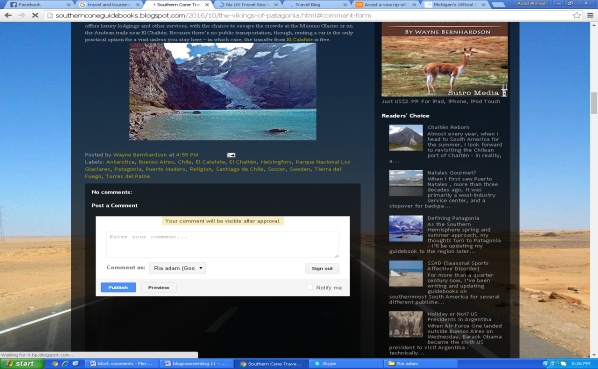 Facebook
travel and tourism
Southern Cone Travel
No US Travel Visa
Travel Blog
Avoid a visa rip-off
Michigan's Official
southernconeguidebooks.blogspot.com/2016/10/the-vikings-of-patagonia.html#comment-form
offers luxury lodgings and other services, with the chance to escape the crowds at the Moreno Glacier or on
the Andean trails near El Chaltén. Because there's no public transportation, though, renting a car is the only
practical option for a visit unless you stay here – in which case, the transfer from El Calafate is free.
Posted by Wayne Bernhardson at 4:55 PM
Labels: Antarctica, Buenos Aires, Chile, El Calafate, El Chaltén, Helsingfors, Parque Nacional Los
Glaciares, Patagonia, Puerto Madero, Religion, Santiago de Chile, Soccer, Sweden, Tierra del
Fuego, Torres del Paine
No comments:
Post a Comment
Your comment will be visible after approval.
Enter your comment...
Comment as: Ria adam (Goo
Sign out
Publish
Preview
Notify me
BY WAYNE BERNHARDSON
Sutro Media
Just US$2.99! For iPad, iPhone, iPod Touch
Readers' Choice
Chaltén Reborn
Almost every year, when I
head to South America for
the summer, I look forward
to revisiting the Chilean
port of Chaitén - in reality,
a...
Natales Gourmet?
When I first saw Puerto
Natales , more than three
decades ago, it was
primarily a wool-industry
service center, and a
stopover for backpa...
Defining Patagonia
As the Southern
Hemisphere spring and
summer approach, my
thoughts turn to Patagonia
- I'll be updating my
guidebook to the region later...
SSAD (Seasonal Sports
Affective Disorder)
For more than a quarter
century now, I've been
writing and updating
guidebooks on
southernmost South America for several
different publishe...
Holiday or Not? US
Presidents in Argentina
When Air Force One landed
outside Buenos Aires on
Wednesday, Barack Obama
became the sixth US
president to visit Argentina -
technically...
Waiting for 4.bp.blogspot.com...
start
Southern Cone Trave...
Skype
Ria adam
8:26 PM